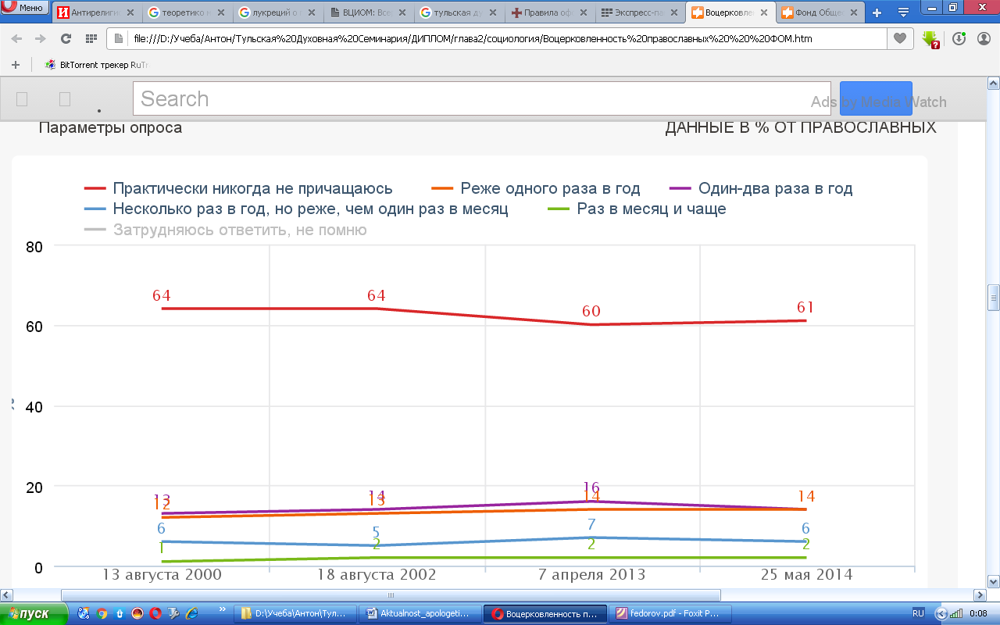 Меню
Антирелиги
теоретико м
лукреций о п
ВЦИОМ: Все
тульская ду
Правила оф
Экспресс-па
Воцерковлен
Фонд Общес
file:///D:/Учеба/Антон/Тульская%20Духовная%20Семинария/ДИПЛОМ/глава2/социология/Воцерковленность%20православных%20%20%20ФОМ.htm
BitTorrent трекер RuTr
Search
Ads by Media Watch
Параметры опроса
ДАННЫЕ В % ОТ ПРАВОСЛАВНЫХ
Практически никогда не причащаюсь
Реже одного раза в год
Один-два раза в год
Несколько раз в год, но реже, чем один раз в месяц
Раз в месяц и чаще
Затрудняюсь ответить, не помню
80
64 64 60 61
60
40
20
13 14 16
12 13 14 14
6 5 7 6
1 2 2 2
0
13 августа 2000 18 августа 2002 7 апреля 2013 25 мая 2014
пуск
»
D:\Учеба\Антон\Тул...
Aktualnost_apologeti...
Воцерковленность п...
fedorov.pdf - Foxit P...
RU
0:08